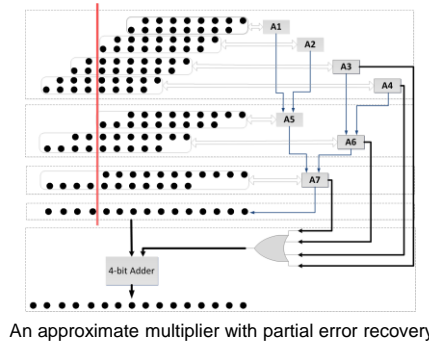 A1
A2
A3
A4
A5
A6
A7
4-bit Adder
An approximate multiplier with partial error recovery